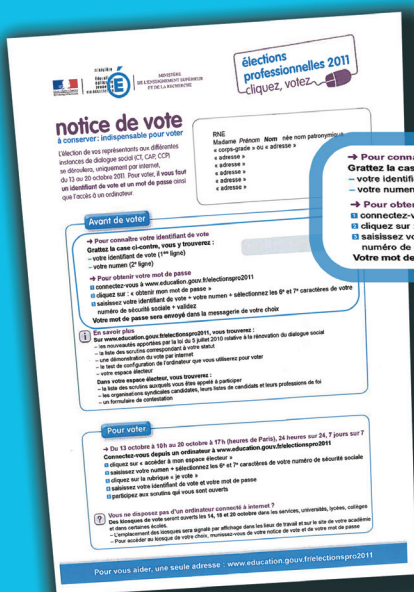 MINISTÈRE
DE L'ENSEIGNEMENT SUPÉRIEUR
ET DE LA RECHERCHE
élections
professionnelles 2011
cliquez, votez
notice de vote
à conserver: indispensable pour voter
L'élection de vos représentants aux différentes
instances de dialogue social (CT, CAP, CCP)
se déroulera, uniquement par internet,
du 13 au 20 octobre 2011. Pour voter, il vous faut
un identifiant de vote et un mot de passe ainsi
que l'accès à un ordinateur.
RNE
Madame Prénom Nom née nom patronymique
« corps-grade » ou « adresse »
« adresse »
« adresse »
« adresse »
« adresse »
Avant de voter
→ Pour connaître votre identifiant de vote
Grattez la case ci-contre, vous y trouverez :
– votre identifiant de vote (1ère ligne)
– votre numen (2e ligne)
→ Pour obtenir votre mot de passe
1 connectez-vous à www.education.gouv.fr/electionspro2011
2 cliquez sur : « obtenir mon mot de passe »
3 saisissez votre identifiant de vote + votre numen + sélectionnez les 6e et 7e caractères de votre
numéro de sécurité sociale + validez
Votre mot de passe sera envoyé dans la messagerie de votre choix
→ Pour conna
Grattez la case
– votre identifi
– votre numen
→ Pour obten
1 connectez-v
2 cliquez sur :
3 saisissez vo
numéro de
Votre mot de
i En savoir plus
Sur www.education.gouv.fr/electionspro2011, vous trouverez :
– les nouveautés apportées par la loi du 5 juillet 2010 relative à la rénovation du dialogue social
– la liste des scrutins correspondant à votre statut
– une démonstration du vote par internet
– le test de configuration de l'ordinateur que vous utiliserez pour voter
– votre espace électeur
Dans votre espace électeur, vous trouverez :
– la liste des scrutins auxquels vous êtes appelé à participer
– les organisations syndicales candidates, leurs listes de candidats et leurs professions de foi
– un formulaire de contestation
Pour voter
→ Du 13 octobre à 10h au 20 octobre à 17h (heures de Paris), 24 heures sur 24, 7 jours sur 7
Connectez-vous depuis un ordinateur à www.education.gouv.fr/electionspro2011
1 cliquez sur « accéder à mon espace électeur »
2 saisissez votre numen + sélectionnez les 6e et 7e caractères de votre numéro de sécurité sociale
3 cliquez sur la rubrique « je vote »
4 saisissez votre identifiant de vote et votre mot de passe
5 participez aux scrutins qui vous sont ouverts
? Vous ne disposez pas d'un ordinateur connecté à internet ?
Des kiosques de vote seront ouverts les 14, 18 et 20 octobre dans les services, universités, lycées, collèges
et dans certaines écoles.
– L'emplacement des kiosques sera signalé par affichage dans les lieux de travail et sur le site de votre académie
– Pour accéder au kiosque de votre choix, munissez-vous de votre notice de vote et de votre mot de passe
Pour vous aider, une seule adresse : www.education.gouv.fr/electionspro2011